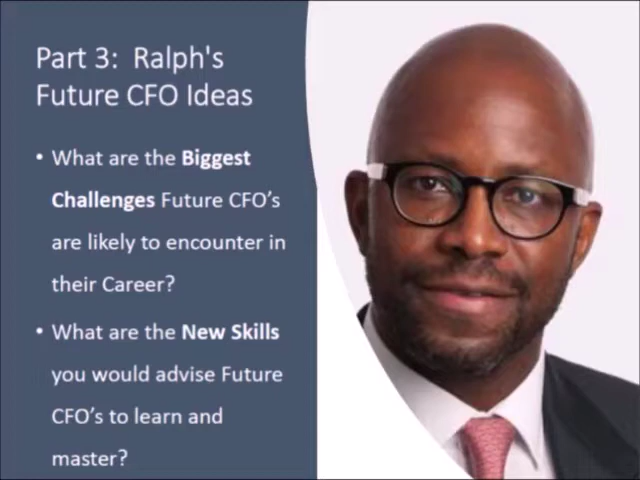 Part 3:  Ralph's
Future CFO Ideas
• What are the Biggest
Challenges Future CFO's
are likely to encounter in
their Career?
• What are the New Skills
you would advise Future
CFO's to learn and
master?